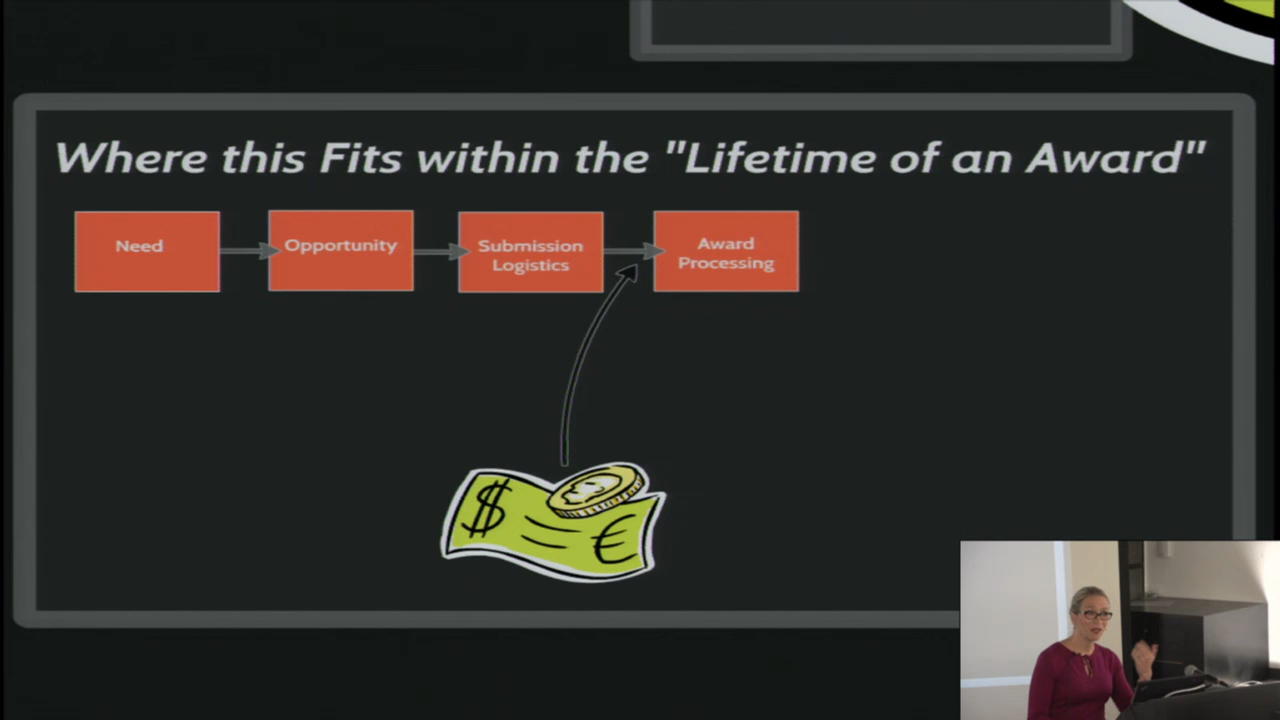 Where this Fits within the "Lifetime of an Award"
Need
Opportunity
Submission
Logistics
Award
Processing
$
€